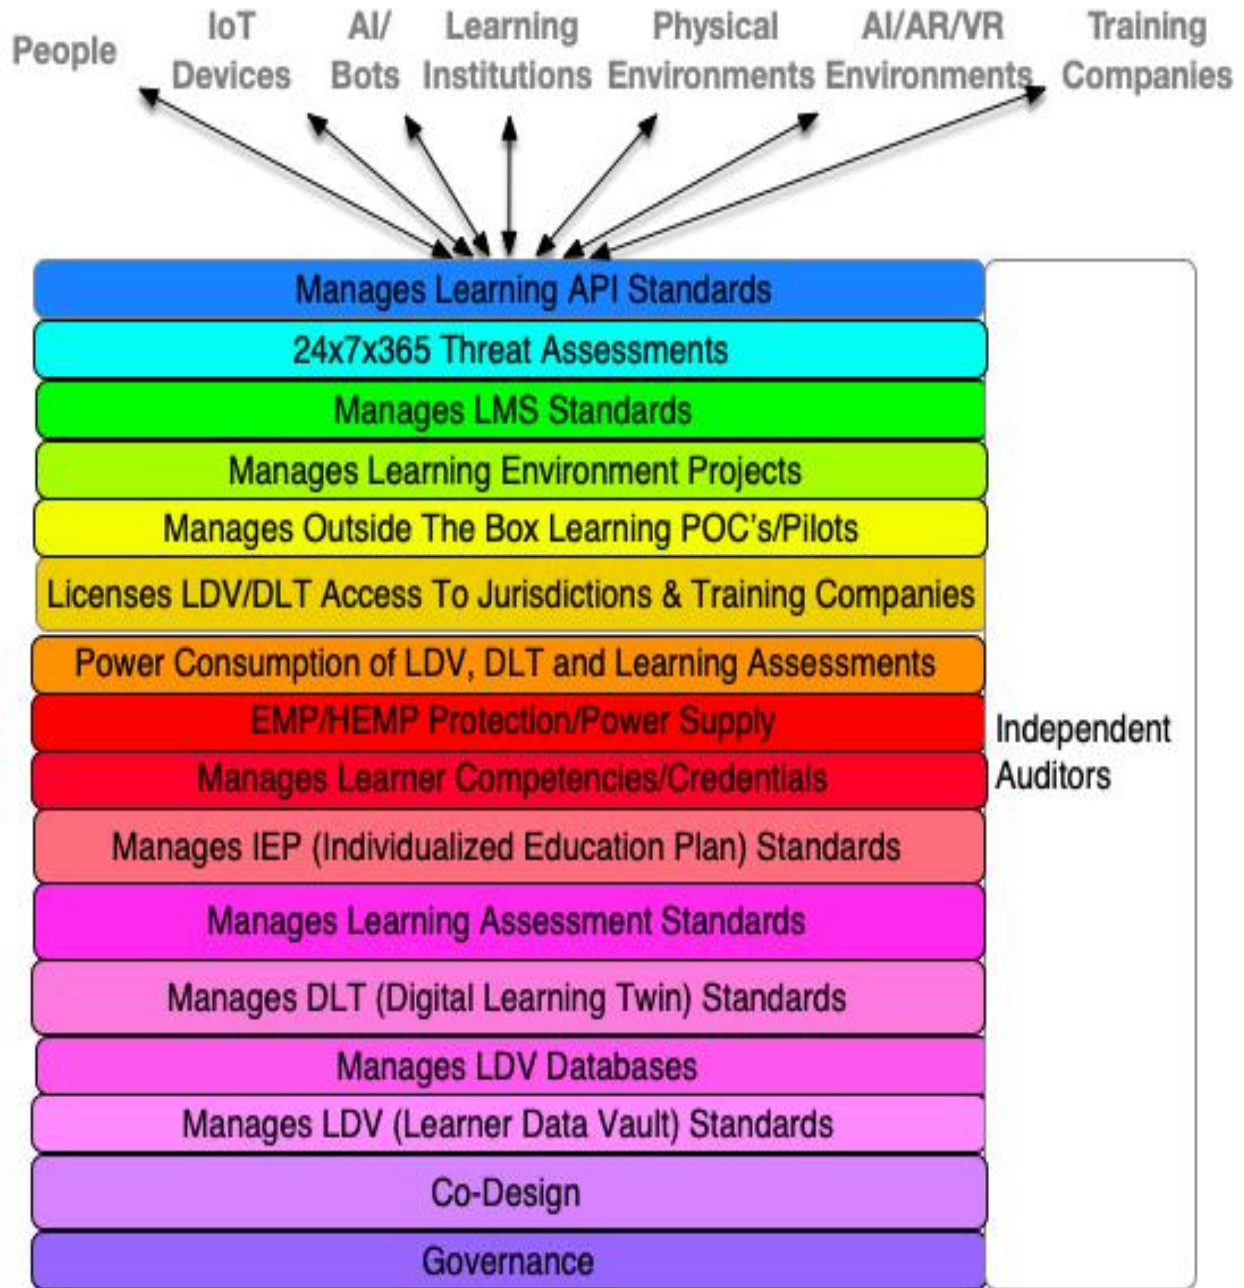 People
IoT
Devices
AI/
Bots
Learning
Institutions
Physical
Environments
AI/AR/VR
Environments
Training
Companies
Manages Learning API Standards
24x7x365 Threat Assessments
Manages LMS Standards
Manages Learning Environment Projects
Manages Outside The Box Learning POC's/Pilots
Licenses LDV/DLT Access To Jurisdictions & Training Companies
Power Consumption of LDV, DLT and Learning Assessments
EMP/HEMP Protection/Power Supply
Manages Learner Competencies/Credentials
Manages IEP (Individualized Education Plan) Standards
Manages Learning Assessment Standards
Manages DLT (Digital Learning Twin) Standards
Manages LDV Databases
Manages LDV (Learner Data Vault) Standards
Co-Design
Governance
Independent
Auditors